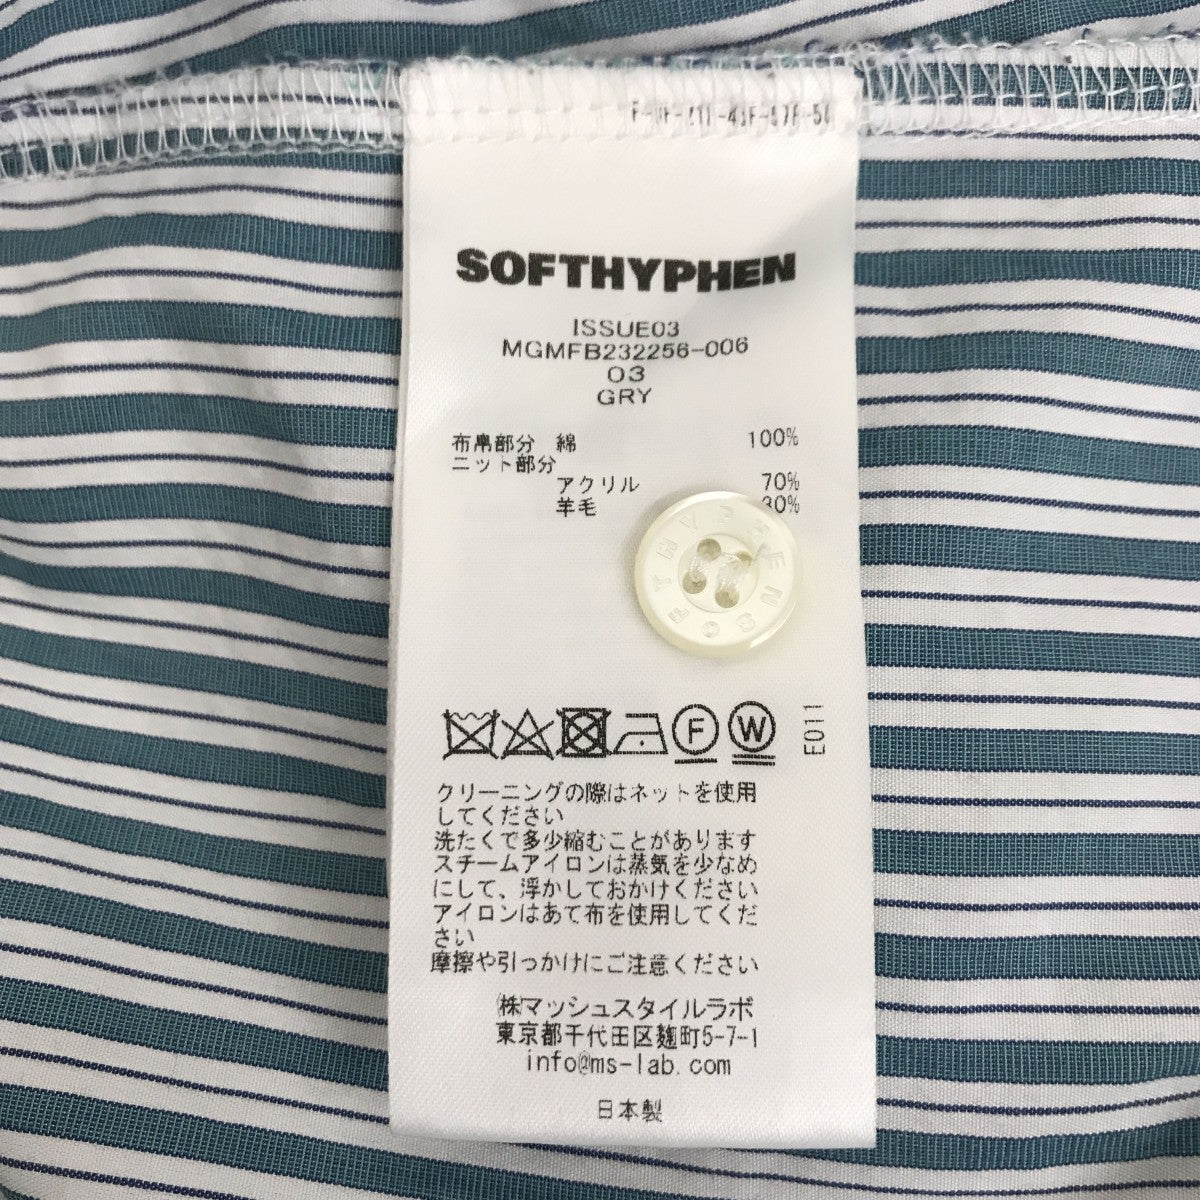 SOFTHYPHEN
ISSUE03
MGMFB232256-006
03
GRY
布帛部分 綿 100%
ニット部分
アクリル 70%
羊毛 30%
SOFTHYPHEN
F W
E011
クリーニングの際はネットを使用
してください
洗たくで多少縮むことがあります
スチームアイロンは蒸気を少なめ
にして、浮かしておかけください
アイロンはあて布を使用してくだ
さい
摩擦や引っかけにご注意ください
㈱マッシュスタイルラボ
東京都千代田区麹町5-7-1
info@ms-lab.com
日本製